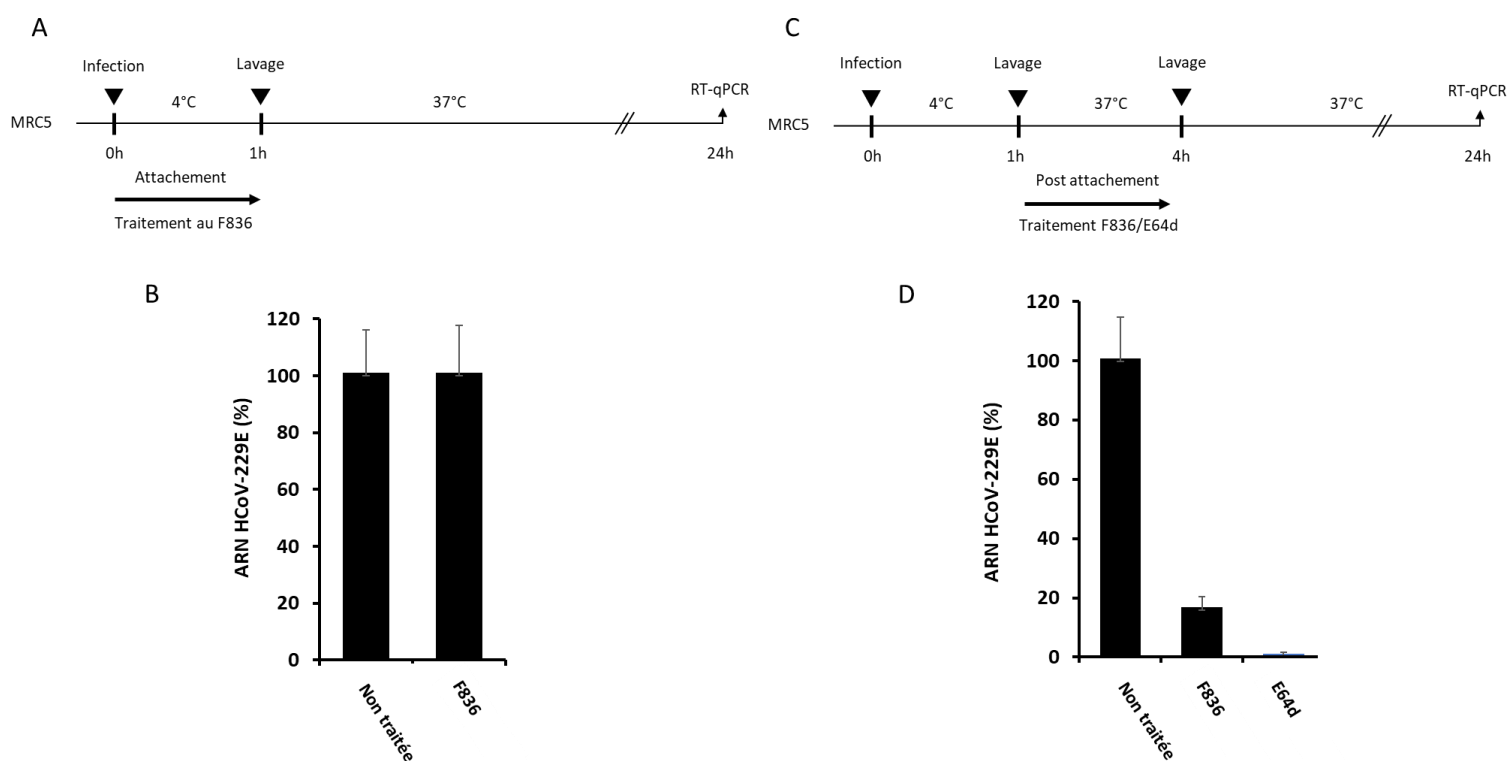 A
Infection
Lavage
4°C
37°C
RT-qPCR
MRC5
0h
1h
24h
Attachement
Traitement au F836
B
120
100
80
60
40
20
0
ARN HCoV-229E (%)
Non traitée
F836
C
Infection
Lavage
Lavage
4°C
37°C
37°C
RT-qPCR
MRC5
0h
1h
4h
24h
Post attachement
Traitement F836/E64d
D
120
100
80
60
40
20
0
ARN HCoV-229E (%)
Non traitée
F836
E64d